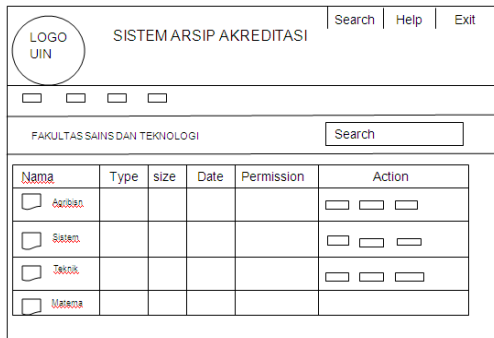 Search Help Exit
LOGO UIN
SISTEM ARSIP AKREDITASI
FAKULTAS SAINS DAN TEKNOLOGI Search
Nama Type size Date Permission Action
Agribisn
Sistem
Teknik
Matema